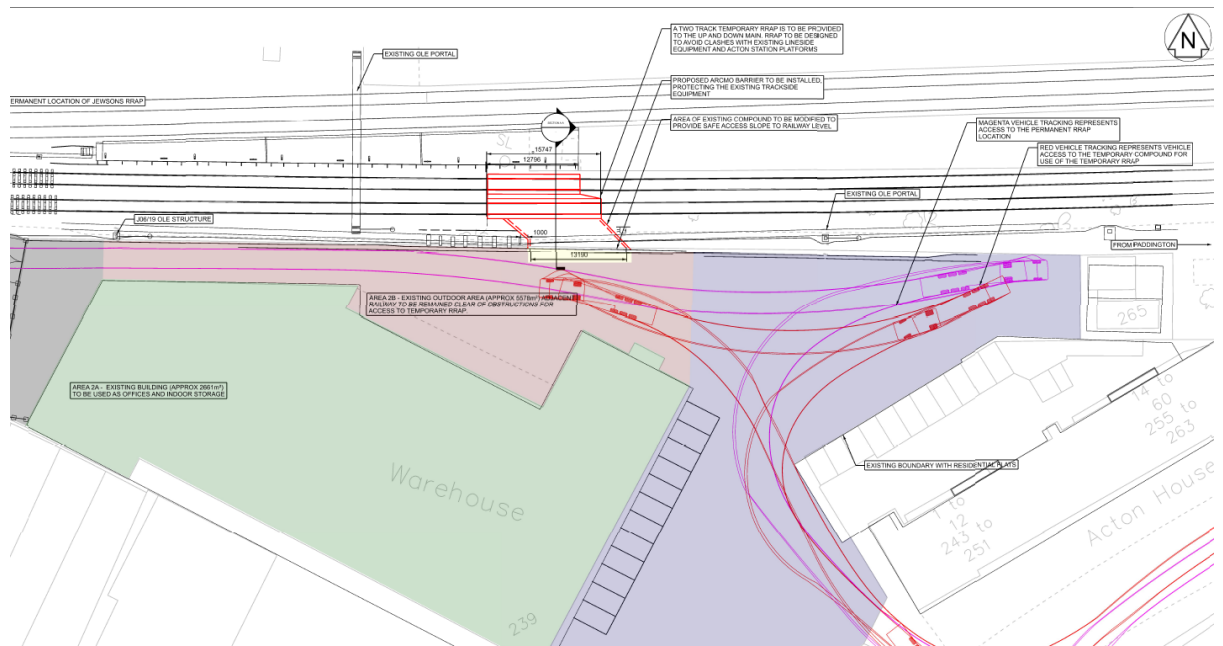 A TWO TRACK TEMPORARY RRAP IS TO BE PROVIDED
TO THE UP AND DOWN MAIN. RRAP TO BE DESIGNED
TO AVOID CLASHES WITH EXISTING LINESIDE
EQUIPMENT AND ACTON STATION PLATFORMS
N
EXISTING OLE PORTAL
PROPOSED ARCMO BARRIER TO BE INSTALLED,
PROTECTING THE EXISTING TRACKSIDE
EQUIPMENT
ERMANENT LOCATION OF JEWSONS RRAP
AREA OF EXISTING COMPOUND TO BE MODIFIED TO
PROVIDE SAFE ACCESS SLOPE TO RAILWAY LEVEL
MAGENTA VEHICLE TRACKING REPRESENTS
ACCESS TO THE PERMANENT RRAP
LOCATION
SL
15747
12796
RED VEHICLE TRACKING REPRESENTS VEHICLE
ACCESS TO THE TEMPORARY COMPOUND FOR
USE OF THE TEMPORARY RRAP
EXISTING OLE PORTAL
J06/19 OLE STRUCTURE
1000
FROM PADDINGTON
13190
AREA 2B - EXISTING OUTDOOR AREA (APPROX 5578m²) ADJACENT
RAILWAY TO BE REMAINED CLEAR OF OBSTRUCTIONS FOR
ACCESS TO TEMPORARY RRAP.
265
AREA 2A - EXISTING BUILDING (APPROX 2661m²)
TO BE USED AS OFFICES AND INDOOR STORAGE
14 to
60
255 to
263
EXISTING BOUNDARY WITH RESIDENTIAL FLATS
Warehouse
1 to
12
243 to
251
Acton House
239